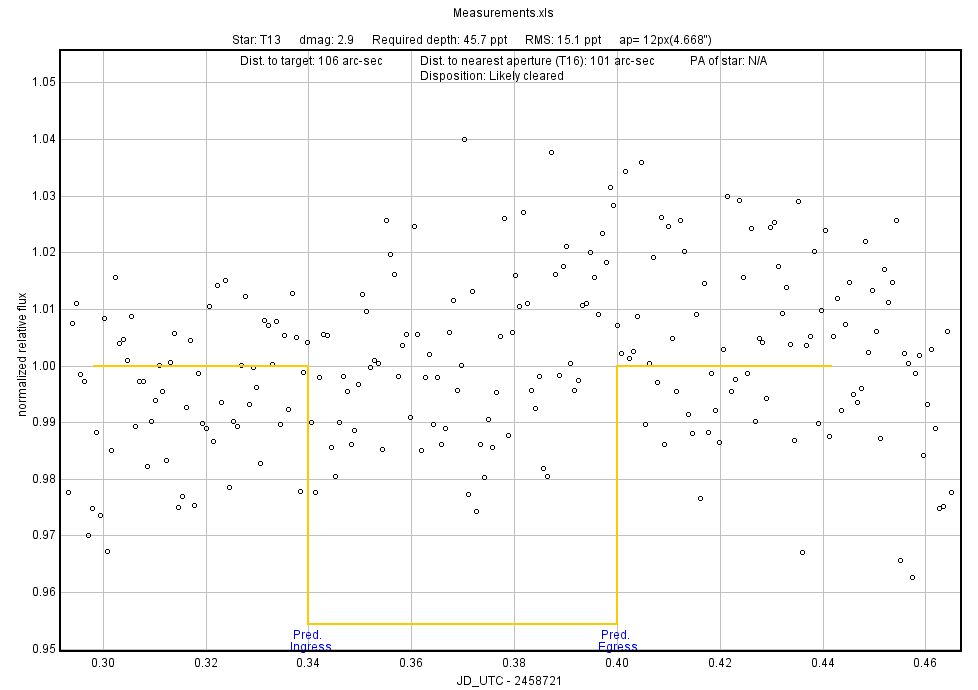 Measurements.xls
Star: T13 dmag: 2.9 Required depth: 45.7 ppt RMS: 15.1 ppt ap= 12px(4.668")
Dist. to target: 106 arc-sec Dist. to nearest aperture (T16): 101 arc-sec PA of star: N/A
Disposition: Likely cleared
1.05
1.04
1.03
1.02
1.01
1.00
0.99
0.98
0.97
0.96
0.95
normalized relative flux
Pred.
Ingress
Pred.
Egress
0.30 0.32 0.34 0.36 0.38 0.40 0.42 0.44 0.46
JD_UTC - 2458721